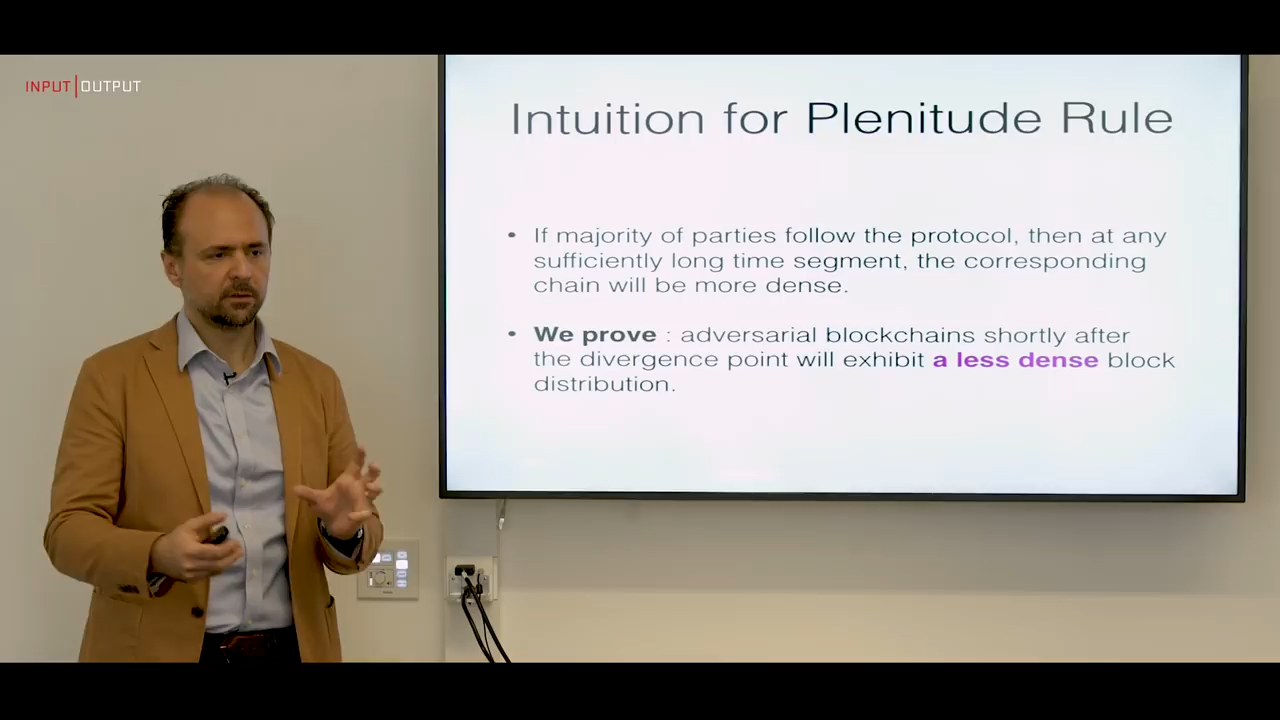 INPUT|OUTPUT
Intuition for Plenitude Rule
• If majority of parties follow the protocol, then at any
sufficiently long time segment, the corresponding
chain will be more dense.
• We prove : adversarial blockchains shortly after
the divergence point will exhibit a less dense block
distribution.